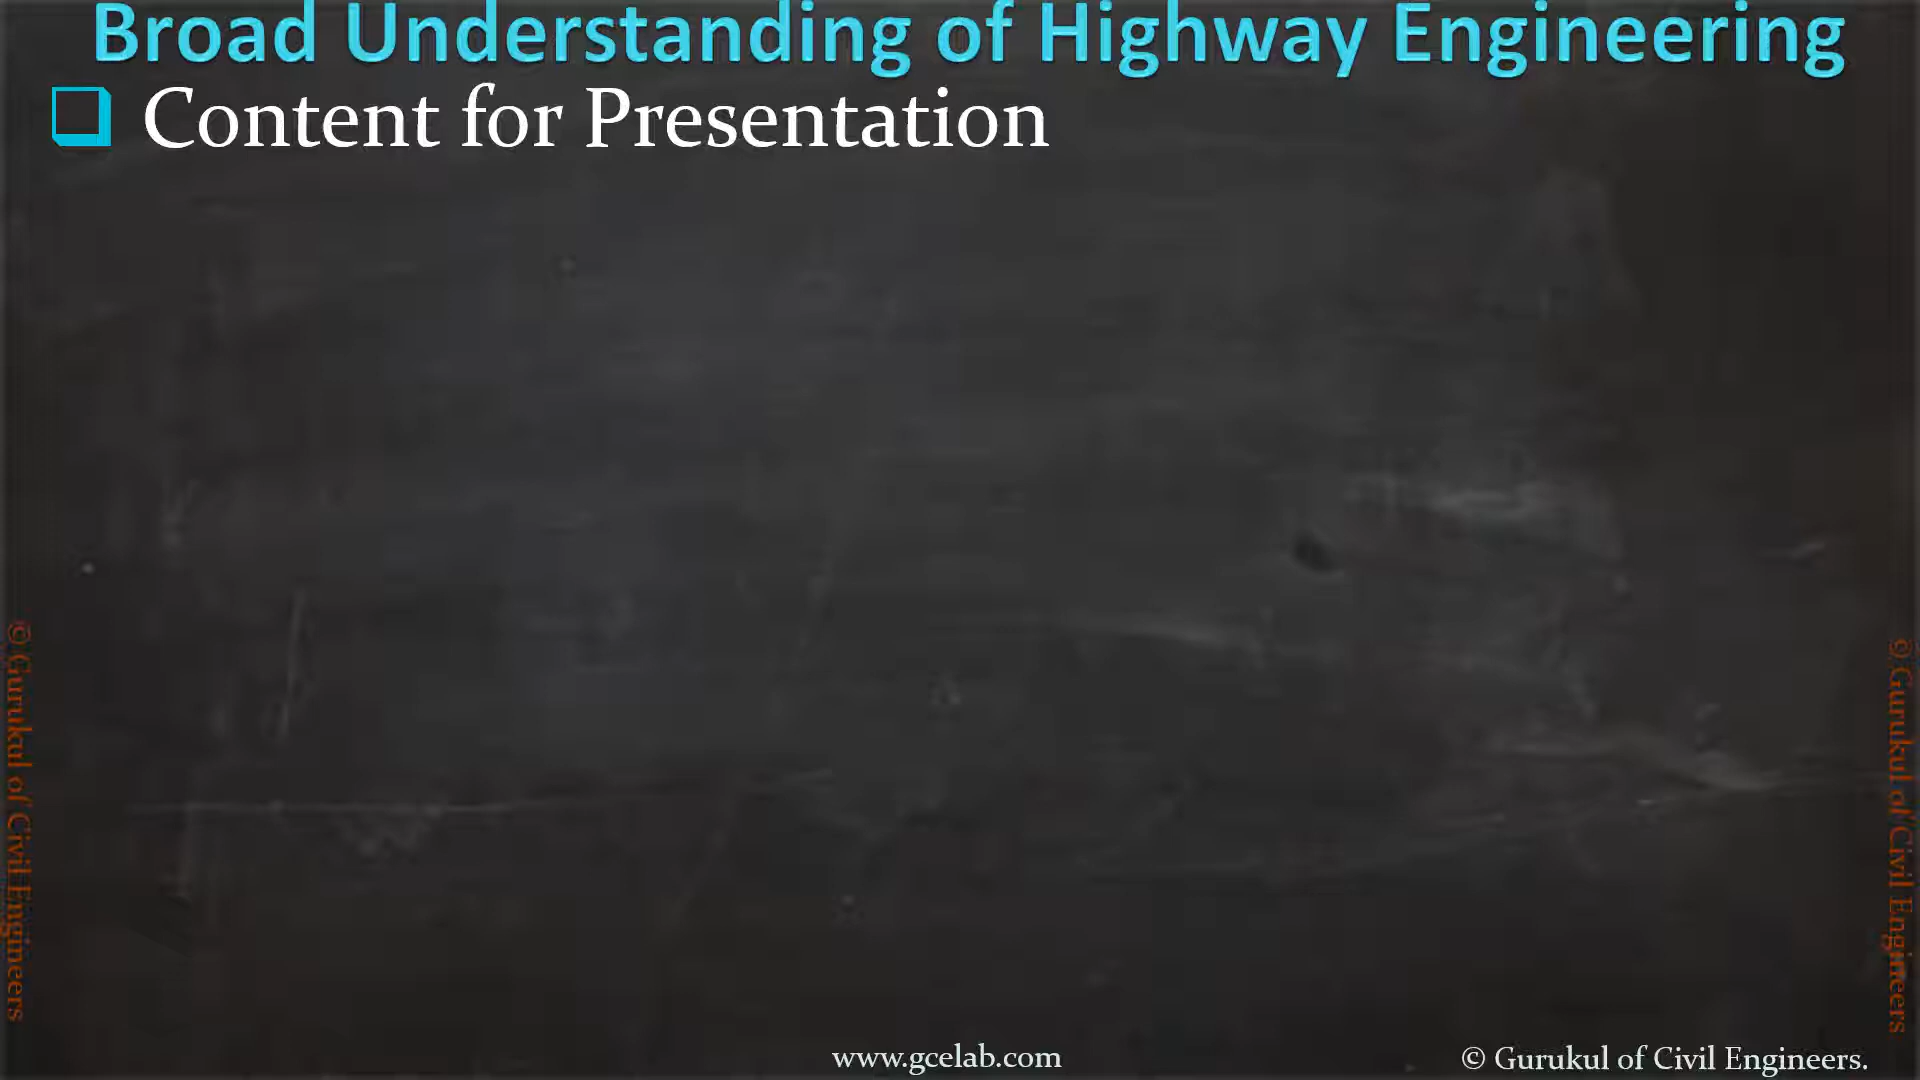 Broad Understanding of Highway Engineering
Content for Presentation
© Gurukul of Civil Engineers
© Gurukul of Civil Engineers
www.gcelab.com
© Gurukul of Civil Engineers.